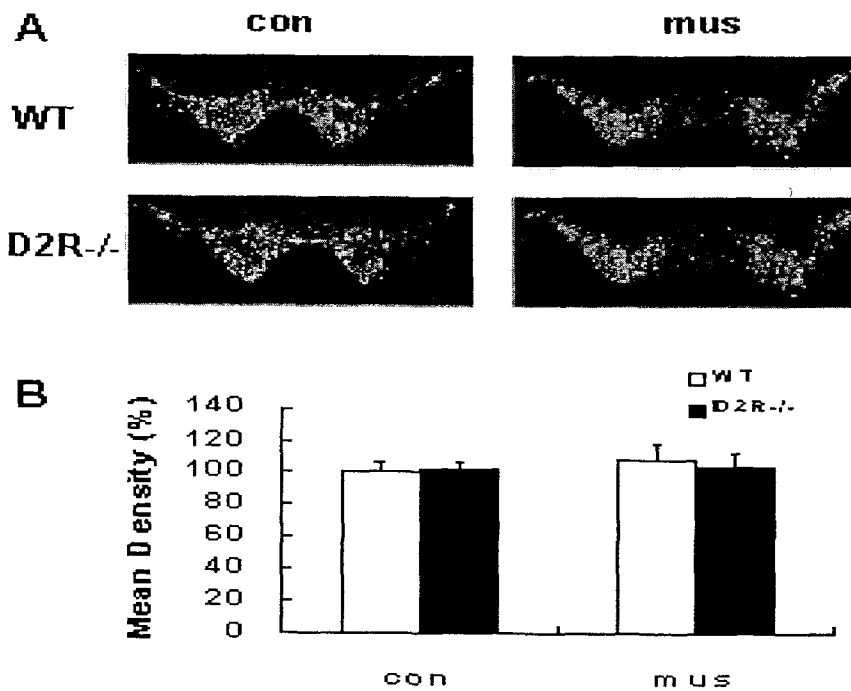 A
con
mus
WT
D2R-/-
B
WT
D2R-/-
Mean Density (%)
140
120
100
80
60
40
20
0
con
mus